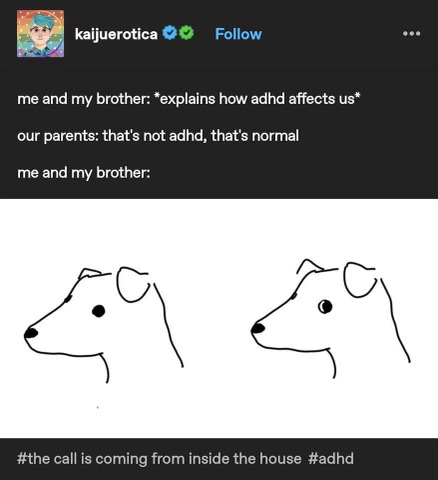 kaijuerotica Follow
me and my brother: *explains how adhd affects us*
our parents: that's not adhd, that's normal
me and my brother:
#the call is coming from inside the house #adhd